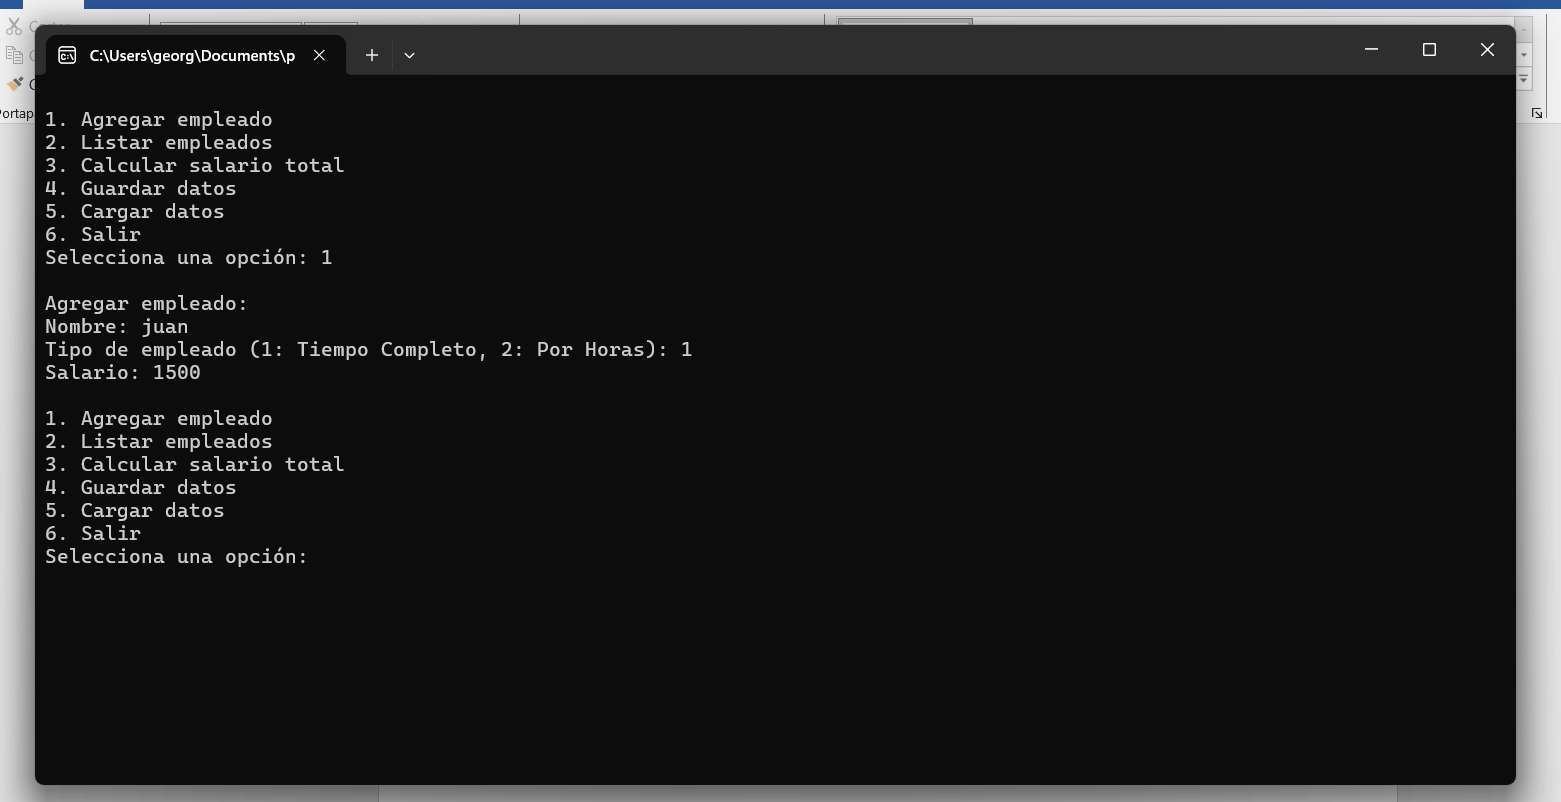 C:\Users\georg\Documents\p
1. Agregar empleado
2. Listar empleados
3. Calcular salario total
4. Guardar datos
5. Cargar datos
6. Salir
Selecciona una opción: 1
Agregar empleado:
Nombre: juan
Tipo de empleado (1: Tiempo Completo, 2: Por Horas): 1
Salario: 1500
1. Agregar empleado
2. Listar empleados
3. Calcular salario total
4. Guardar datos
5. Cargar datos
6. Salir
Selecciona una opción: